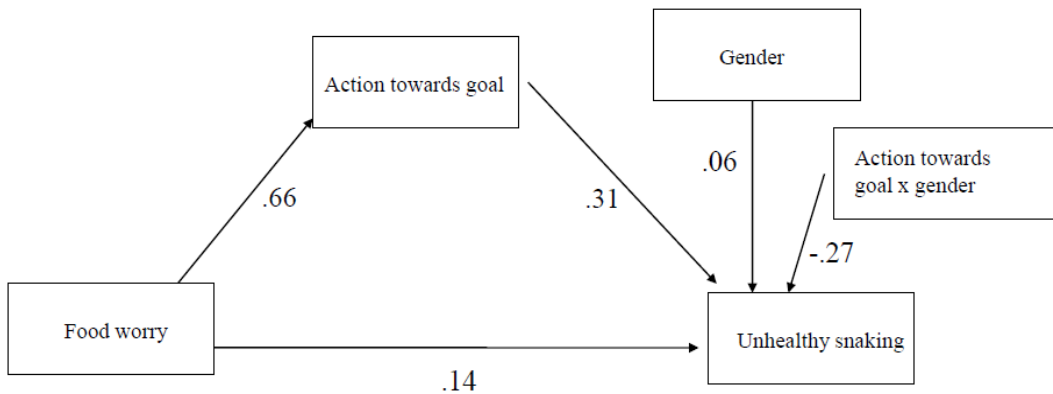 Gender
Action towards goal
Action towards
goal x gender
.06
.66
.31
-.27
Food worry
Unhealthy snaking
.14